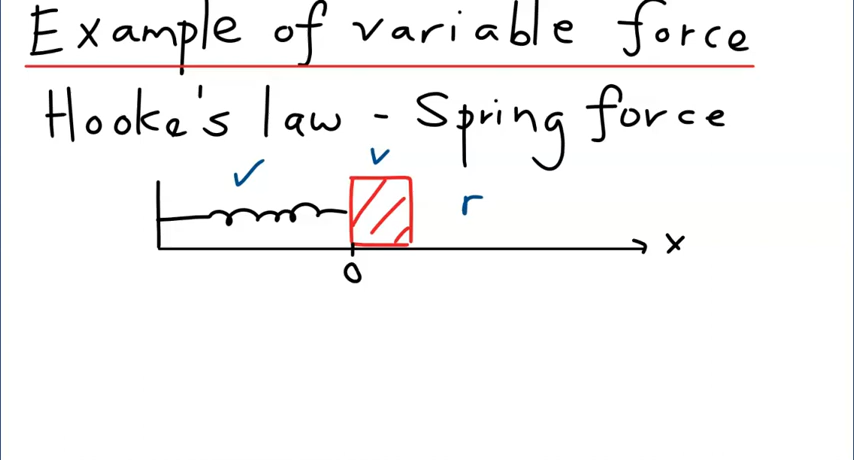 Example of variable force
Hooke's law - Spring force
✓ v
r
x
0